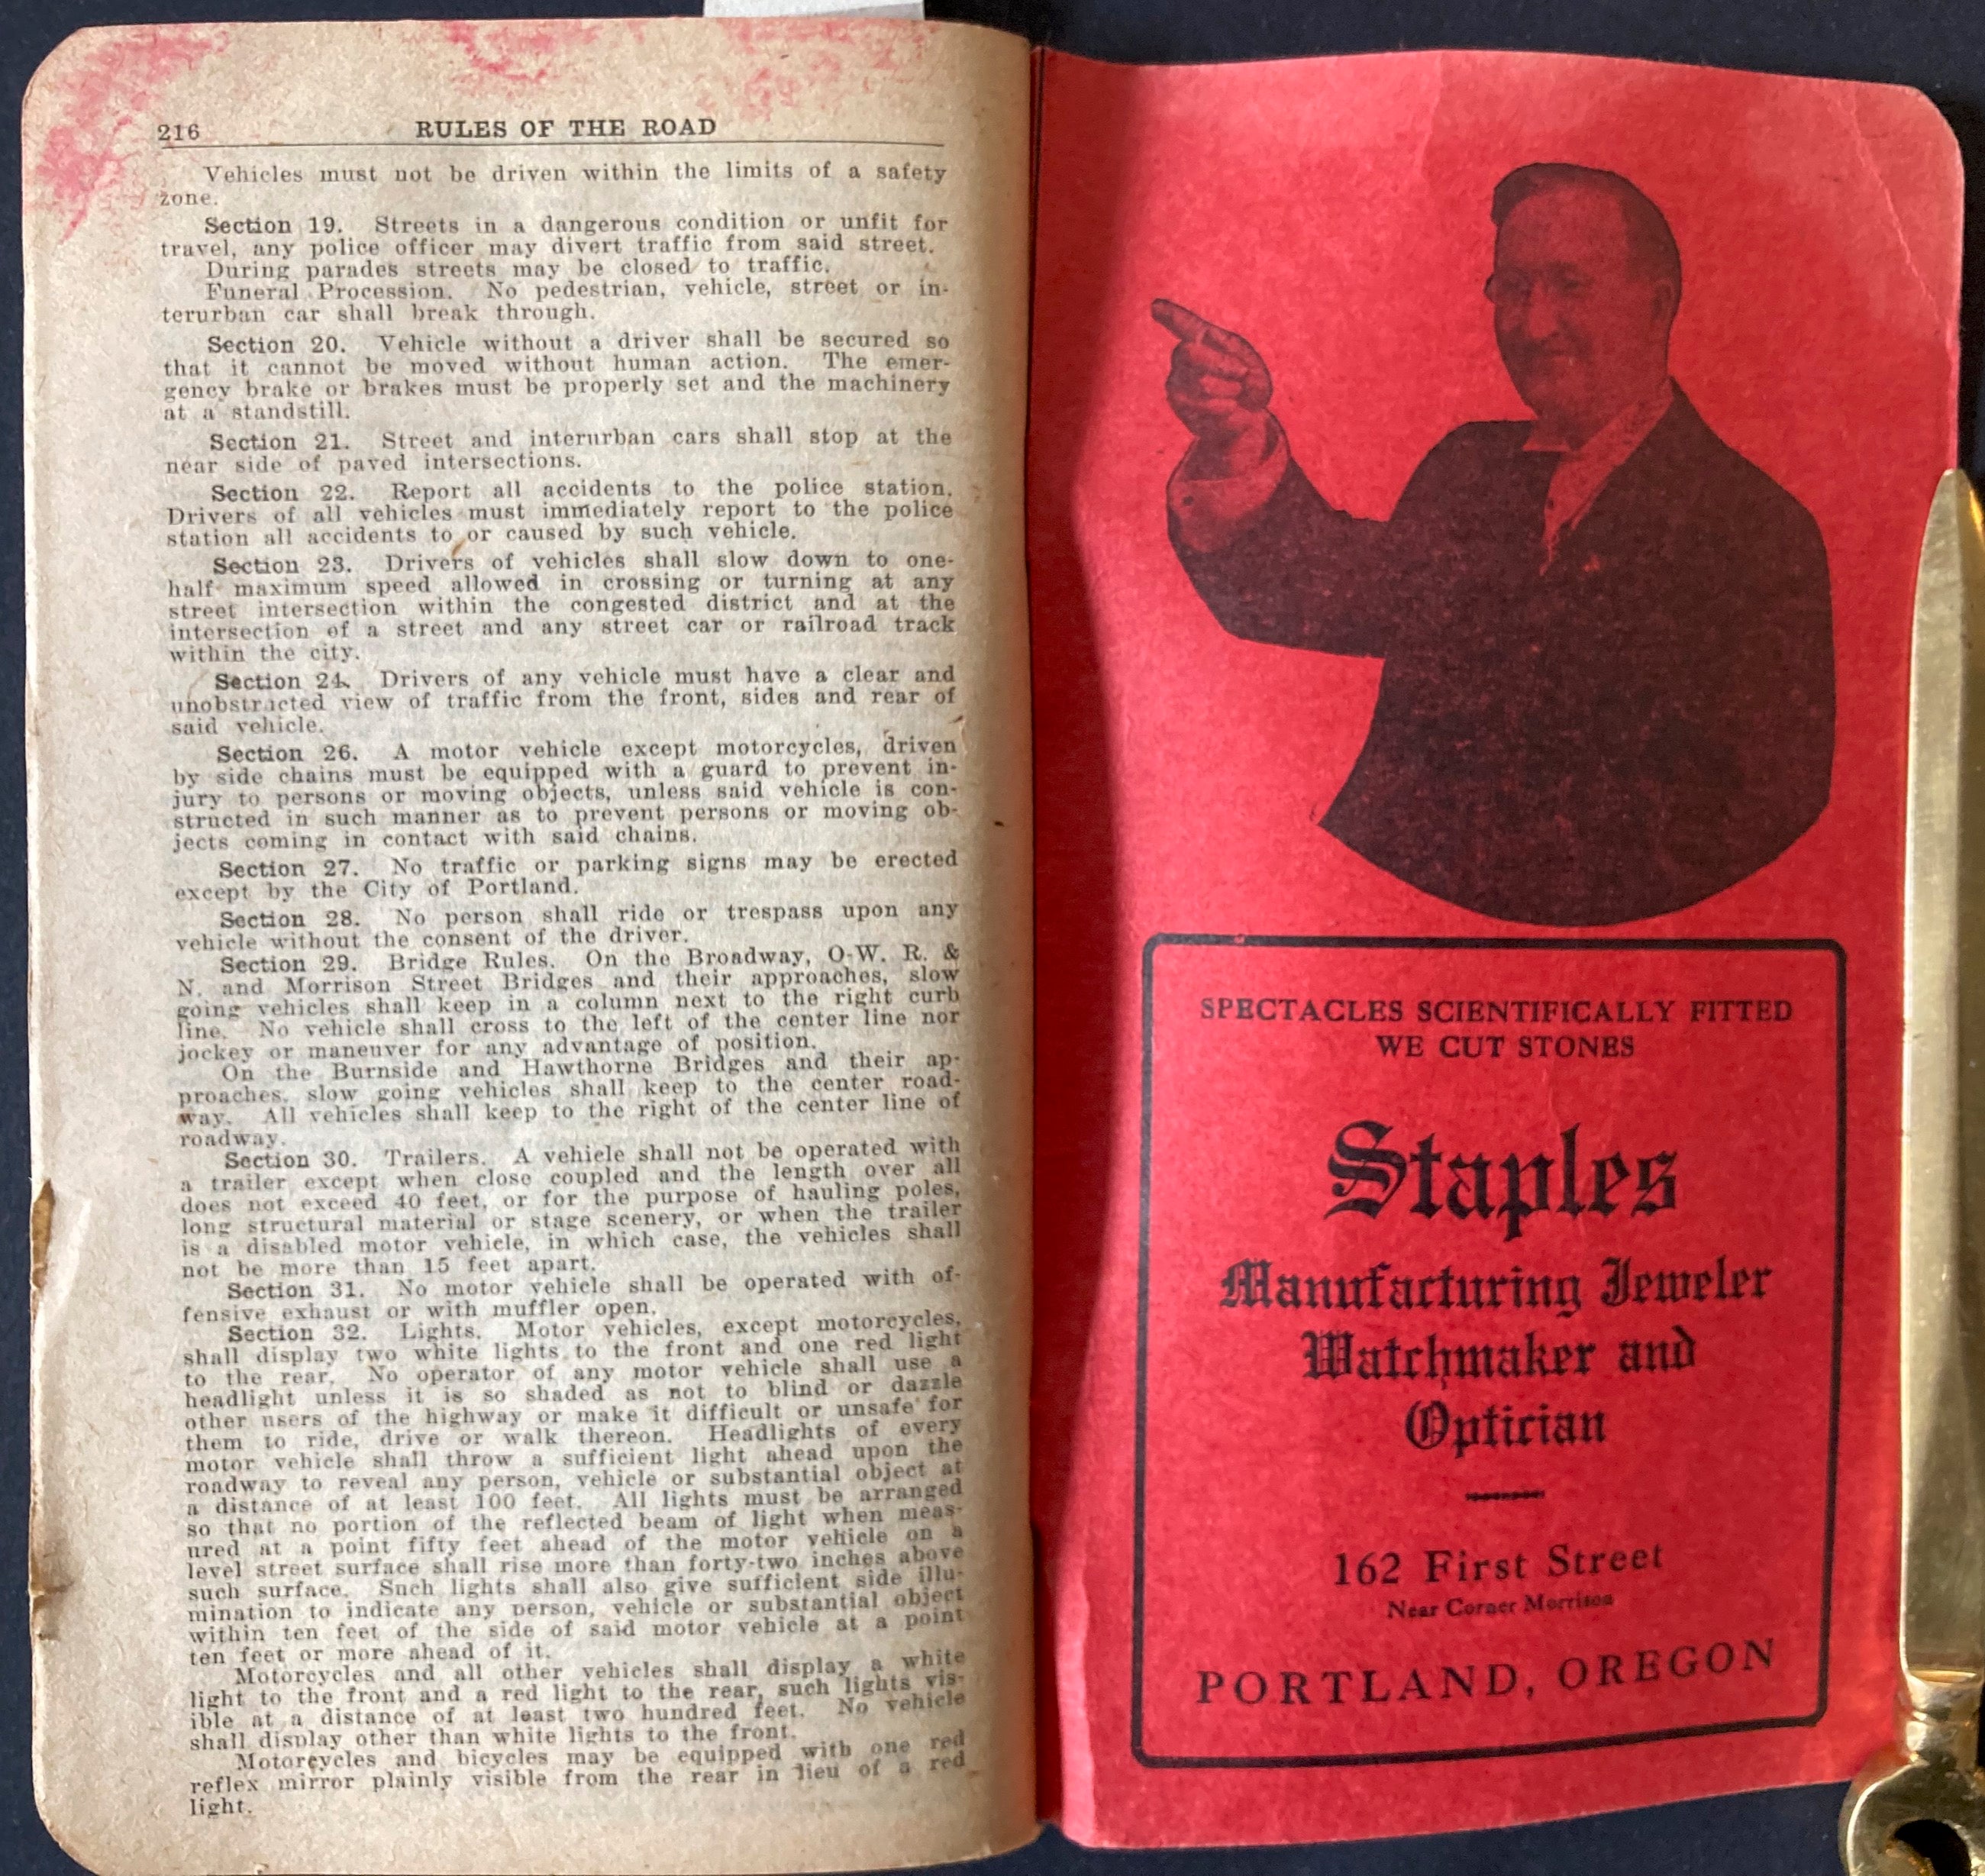 216 RULES OF THE ROAD
Vehicles must not be driven within the limits of a safety
zone.
Section 19. Streets in a dangerous condition or unfit for
travel, any police officer may divert traffic from said street.
During parades streets may be closed to traffic.
Funeral Procession. No pedestrian, vehicle, street or in-
terurban car shall break through.
Section 20. Vehicle without a driver shall be secured so
that it cannot be moved without human action. The emer-
gency brake or brakes must be properly set and the machinery
at a standstill.
Section 21. Street and interurban cars shall stop at the
near side of paved intersections.
Section 22. Report all accidents to the police station.
Drivers of all vehicles must immediately report to the police
station all accidents to or caused by such vehicle.
Section 23. Drivers of vehicles shall slow down to one-
half maximum speed allowed in crossing or turning at any
street intersection within the congested district and at the
intersection of a street and any street car or railroad track
within the city.
Section 24. Drivers of any vehicle must have a clear and
unobstructed view of traffic from the front, sides and rear of
said vehicle.
Section 26. A motor vehicle except motorcycles, driven
by side chains must be equipped with a guard to prevent in-
jury to persons or moving objects, unless said vehicle is con-
structed in such manner as to prevent persons or moving ob-
jects coming in contact with said chains.
Section 27. No traffic or parking signs may be erected
except by the City of Portland.
Section 28. No person shall ride or trespass upon any
vehicle without the consent of the driver.
Section 29. Bridge Rules. On the Broadway, O-W. R. &
N. and Morrison Street Bridges and their approaches, slow
going vehicles shall keep in a column next to the right curb
line. No vehicle shall cross to the left of the center line nor
jockey or maneuver for any advantage of position.
On the Burnside and Hawthorne Bridges and their ap-
proaches, slow going vehicles shall keep to the center road-
way. All vehicles shall keep to the right of the center line of
roadway.
Section 30. Trailers. A vehicle shall not be operated with
a trailer except when close coupled and the length over all
does not exceed 40 feet, or for the purpose of hauling poles,
long structural material or stage scenery, or when the trailer
is a disabled motor vehicle, in which case, the vehicles shall
not be more than 15 feet apart.
Section 31. No motor vehicle shall be operated with of-
fensive exhaust or with muffler open.
Section 32. Lights. Motor vehicles, except motorcycles,
shall display two white lights to the front and one red light
to the rear. No operator of any motor vehicle shall use a
headlight unless it is so shaded as not to blind or dazzle
other users of the highway or make it difficult or unsafe for
them to ride, drive or walk thereon. Headlights of every
motor vehicle shall throw a sufficient light ahead upon the
roadway to reveal any person, vehicle or substantial object at
a distance of at least 100 feet. All lights must be arranged
so that no portion of the reflected beam of light when meas-
ured at a point fifty feet ahead of the motor vehicle on a
level street surface shall rise more than forty-two inches above
such surface. Such lights shall also give sufficient side illu-
mination to indicate any person, vehicle or substantial object
within ten feet of the side of said motor vehicle at a point
ten feet or more ahead of it.
Motorcycles and all other vehicles shall display a white
light to the front and a red light to the rear, such lights vis-
ible at a distance of at least two hundred feet. No vehicle
shall display other than white lights to the front.
Motorcycles and bicycles may be equipped with one red
reflex mirror plainly visible from the rear in lieu of a red
light.
SPECTACLES SCIENTIFICALLY FITTED
WE CUT STONES
Staples
Manufacturing Jeweler
Watchmaker and
Optician
162 First Street
Near Corner Morrison
PORTLAND, OREGON